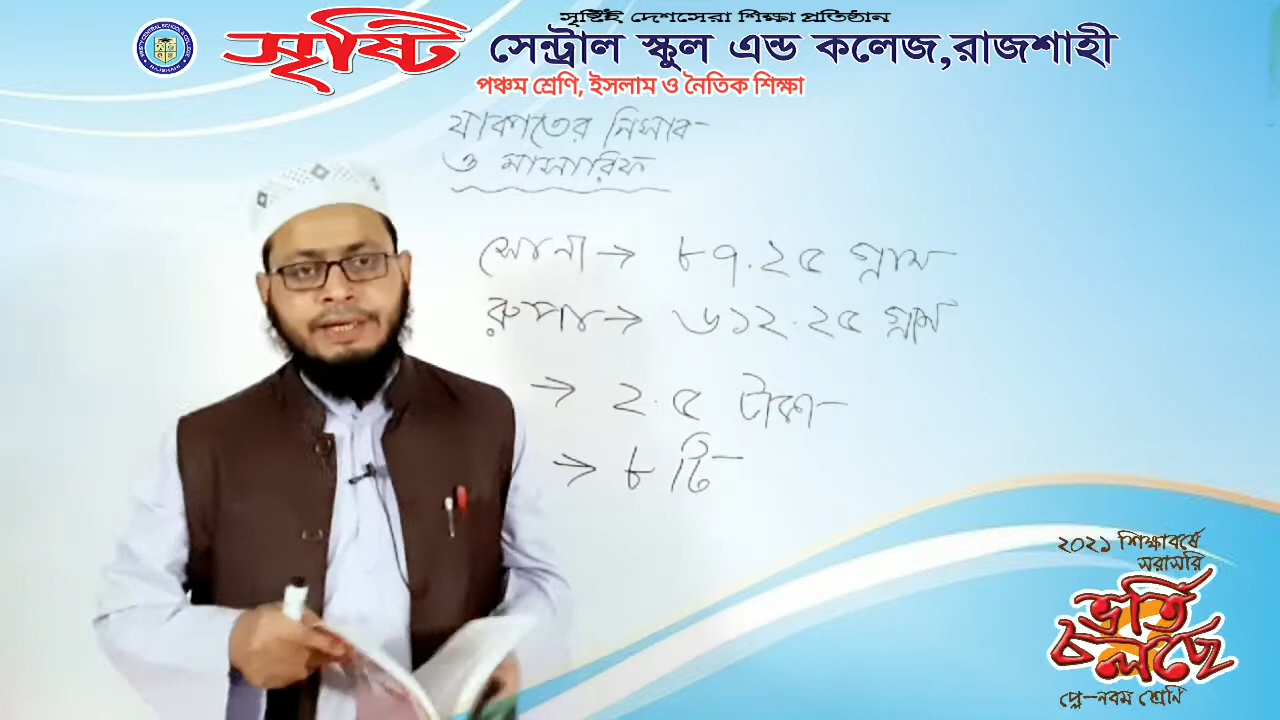 সৃষ্টিই দেশসেরা শিক্ষা প্রতিষ্ঠান
সৃষ্টি সেন্ট্রাল স্কুল এন্ড কলেজ,রাজশাহী
পঞ্চম শ্রেণি, ইসলাম ও নৈতিক শিক্ষা
যাকাতের নিসাব
ও মাসারিফ
সোনা → ৮৭.২৫ গ্রাম
রুপা → ৬১২.২৫ গ্রাম
→ ২.৫ টাকা
→ ৮ টি
২০২১ শিক্ষাবর্ষে
সরাসরি
ভর্তি
চলছে
প্লে-নবম শ্রেণি